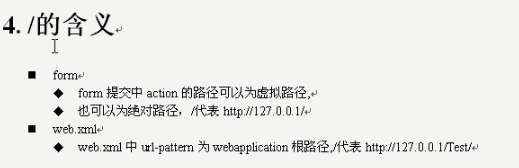 4. /的含义
form
form 提交中 action 的路径可以为虚拟路径,
也可以为绝对路径，/代表 http://127.0.0.1/
web.xml
web.xml 中 url-pattern 为 webapplication 根路径,/代表 http://127.0.0.1/Test/